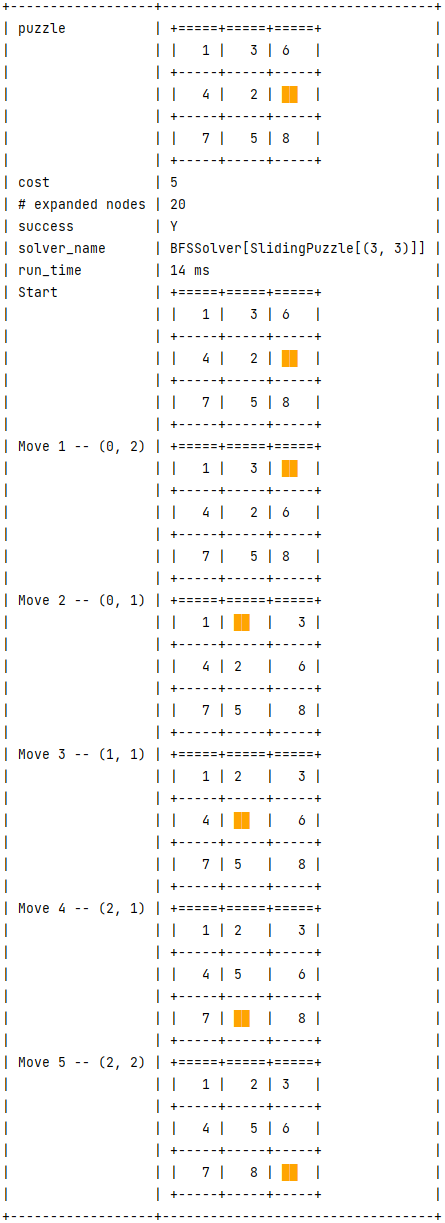 +------------------+----------------------------------+
| puzzle           | +=====+=====+=====+              |
|                  | |   1 |   3 | 6   |              |
|                  | +-----+-----+-----+              |
|                  | |   4 |   2 | ██  |              |
|                  | +-----+-----+-----+              |
|                  | |   7 |   5 | 8   |              |
|                  | +-----+-----+-----+              |
| cost             | 5                                |
| # expanded nodes | 20                               |
| success          | Y                                |
| solver_name      | BFSSolver[SlidingPuzzle[(3, 3)]] |
| run_time         | 14 ms                            |
| Start            | +=====+=====+=====+              |
|                  | |   1 |   3 | 6   |              |
|                  | +-----+-----+-----+              |
|                  | |   4 |   2 | ██  |              |
|                  | +-----+-----+-----+              |
|                  | |   7 |   5 | 8   |              |
|                  | +-----+-----+-----+              |
| Move 1 -- (0, 2) | +=====+=====+=====+              |
|                  | |   1 |   3 | ██  |              |
|                  | +-----+-----+-----+              |
|                  | |   4 |   2 | 6   |              |
|                  | +-----+-----+-----+              |
|                  | |   7 |   5 | 8   |              |
|                  | +-----+-----+-----+              |
| Move 2 -- (0, 1) | +=====+=====+=====+              |
|                  | |   1 | ██  |   3 |              |
|                  | +-----+-----+-----+              |
|                  | |   4 | 2   |   6 |              |
|                  | +-----+-----+-----+              |
|                  | |   7 | 5   |   8 |              |
|                  | +-----+-----+-----+              |
| Move 3 -- (1, 1) | +=====+=====+=====+              |
|                  | |   1 | 2   |   3 |              |
|                  | +-----+-----+-----+              |
|                  | |   4 | ██  |   6 |              |
|                  | +-----+-----+-----+              |
|                  | |   7 | 5   |   8 |              |
|                  | +-----+-----+-----+              |
| Move 4 -- (2, 1) | +=====+=====+=====+              |
|                  | |   1 | 2   |   3 |              |
|                  | +-----+-----+-----+              |
|                  | |   4 | 5   |   6 |              |
|                  | +-----+-----+-----+              |
|                  | |   7 | ██  |   8 |              |
|                  | +-----+-----+-----+              |
| Move 5 -- (2, 2) | +=====+=====+=====+              |
|                  | |   1 |   2 | 3   |              |
|                  | +-----+-----+-----+              |
|                  | |   4 |   5 | 6   |              |
|                  | +-----+-----+-----+              |
|                  | |   7 |   8 | ██  |              |
|                  | +-----+-----+-----+              |
+------------------+----------------------------------+